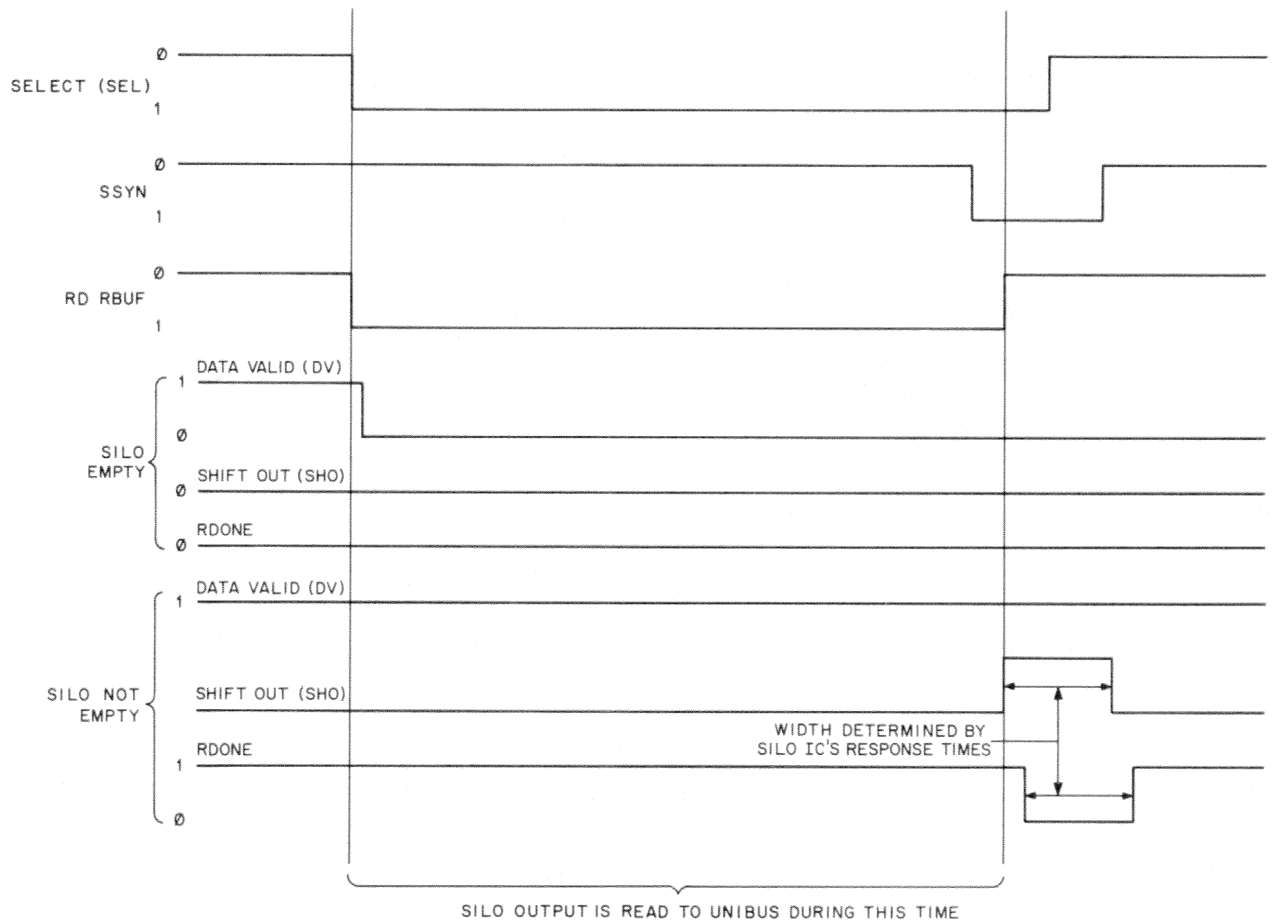 Ø
SELECT (SEL)
1
Ø
SSYN
1
Ø
RD RBUF
1
DATA VALID (DV)
1
Ø
SILO
EMPTY
SHIFT OUT (SHO)
Ø
RDONE
Ø
DATA VALID (DV)
1
SILO NOT
EMPTY
SHIFT OUT (SHO)
WIDTH DETERMINED BY
SILO IC'S RESPONSE TIMES
RDONE
1
Ø
SILO OUTPUT IS READ TO UNIBUS DURING THIS TIME